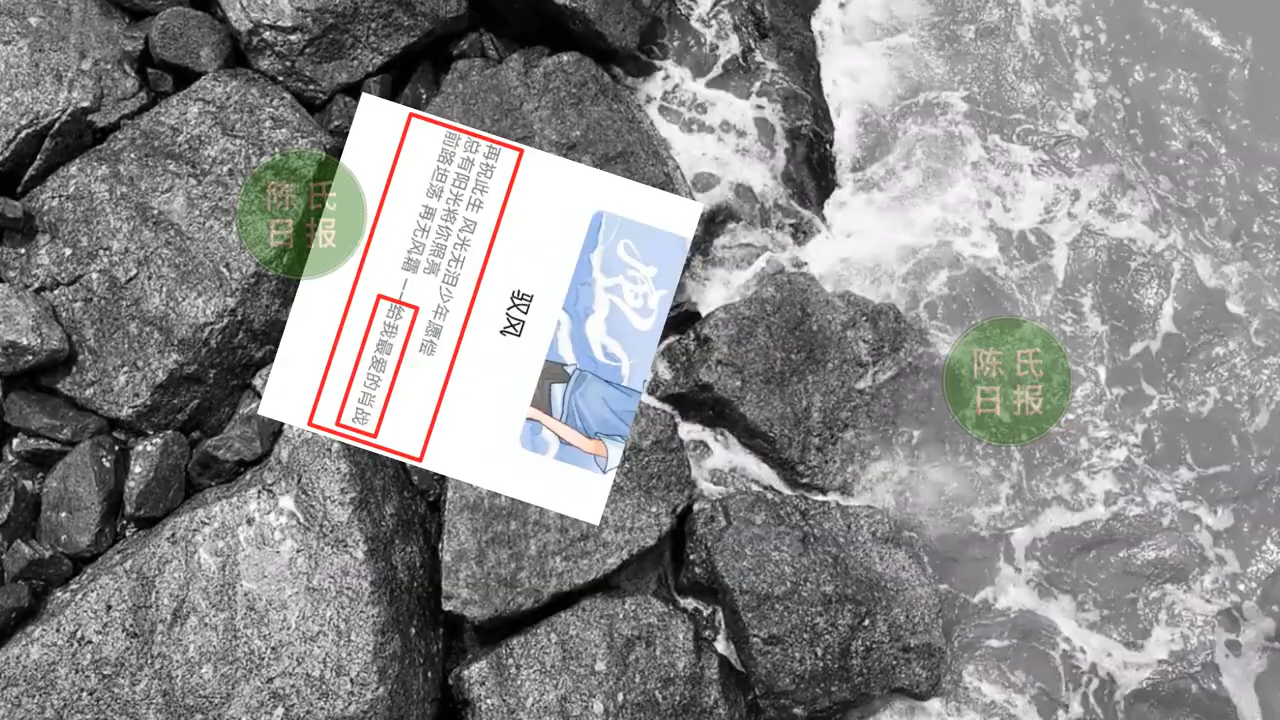 驭风
再祝此生 风光无泪少年愿偿
总有阳光将你照亮
前路坦荡 再无风霜 ——给我最爱的肖战
陈氏
日报
陈氏
日报